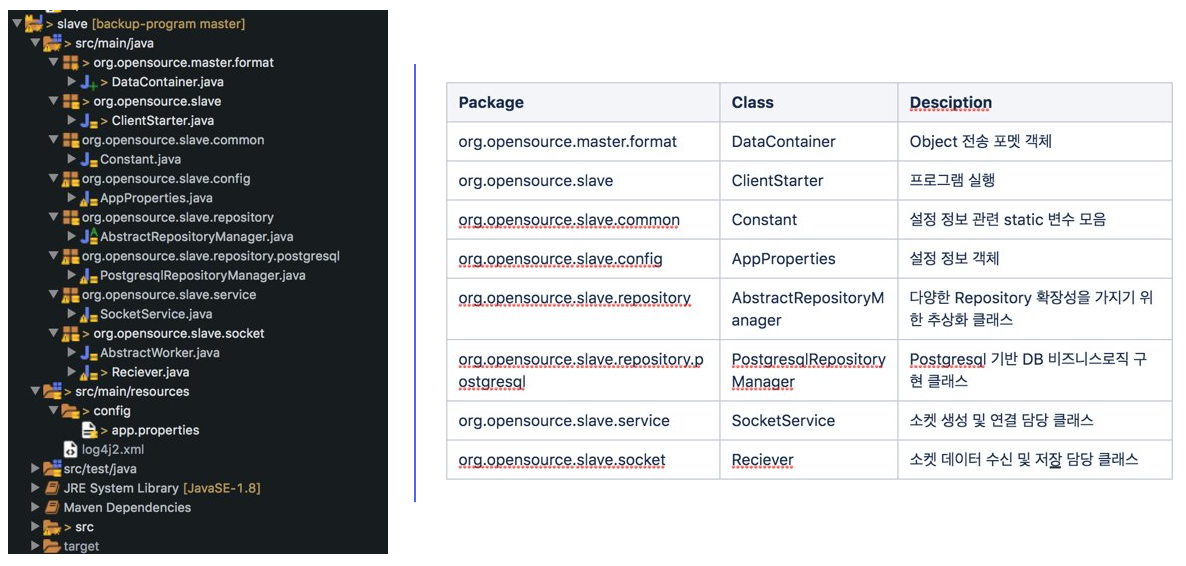 > slave [backup-program master]
> src/main/java
> org.opensource.master.format
> DataContainer.java
> org.opensource.slave
> ClientStarter.java
org.opensource.slave.common
Constant.java
org.opensource.slave.config
AppProperties.java
org.opensource.slave.repository
AbstractRepositoryManager.java
org.opensource.slave.repository.postgresql
PostgresqlRepositoryManager.java
org.opensource.slave.service
SocketService.java
> org.opensource.slave.socket
AbstractWorker.java
> Reciever.java
> src/main/resources
> config
> app.properties
log4j2.xml
src/test/java
JRE System Library [JavaSE-1.8]
Maven Dependencies
> src
target
Package Class Desciption
org.opensource.master.format DataContainer Object 전송 포멧 객체
org.opensource.slave ClientStarter 프로그램 실행
org.opensource.slave.common Constant 설정 정보 관련 static 변수 모음
org.opensource.slave.config AppProperties 설정 정보 객체
org.opensource.slave.repository AbstractRepositoryM 다양한 Repository 확장성을 가지기 위
anager 한 추상화 클래스
org.opensource.slave.repository.p PostgresqlRepository Postgresql 기반 DB 비즈니스로직 구
ostgresql Manager 현 클래스
org.opensource.slave.service SocketService 소켓 생성 및 연결 담당 클래스
org.opensource.slave.socket Reciever 소켓 데이터 수신 및 저장 담당 클래스